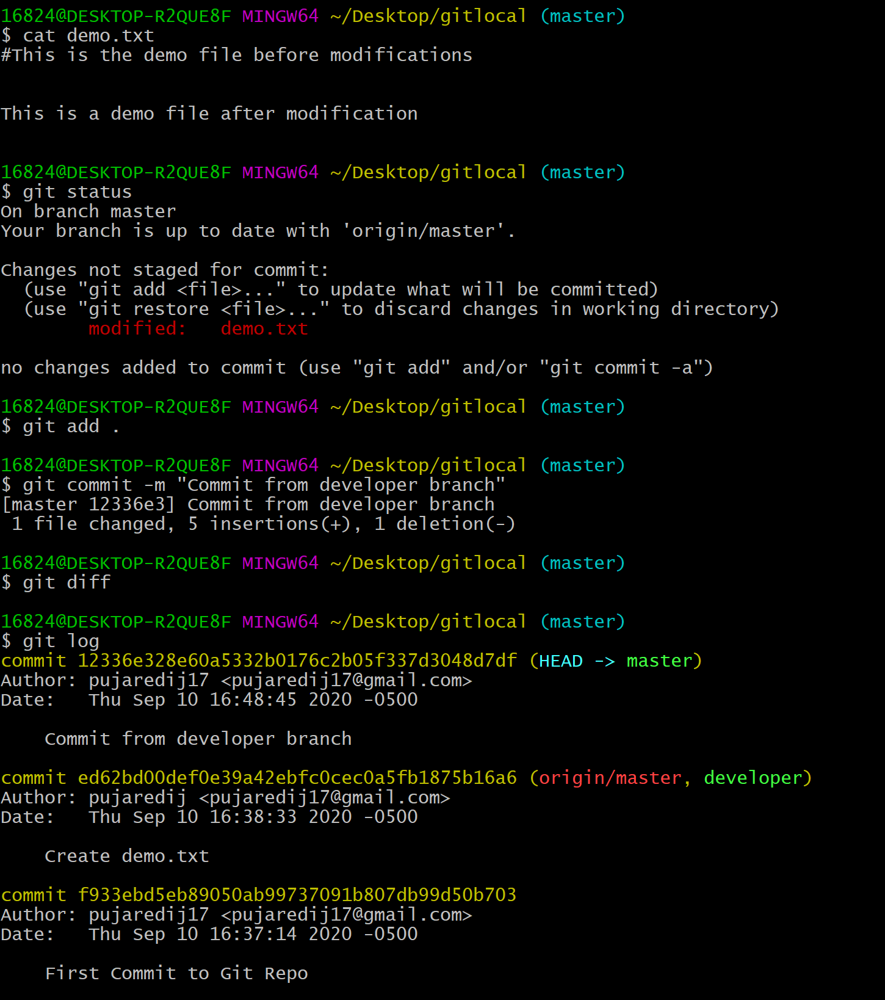 16824@DESKTOP-R2QUE8F MINGW64 ~/Desktop/gitlocal (master)
$ cat demo.txt
#This is the demo file before modifications
This is a demo file after modification
16824@DESKTOP-R2QUE8F MINGW64 ~/Desktop/gitlocal (master)
$ git status
On branch master
Your branch is up to date with 'origin/master'.
Changes not staged for commit:
  (use "git add <file>..." to update what will be committed)
  (use "git restore <file>..." to discard changes in working directory)
        modified:   demo.txt
no changes added to commit (use "git add" and/or "git commit -a")
16824@DESKTOP-R2QUE8F MINGW64 ~/Desktop/gitlocal (master)
$ git add .
16824@DESKTOP-R2QUE8F MINGW64 ~/Desktop/gitlocal (master)
$ git commit -m "Commit from developer branch"
[master 12336e3] Commit from developer branch
 1 file changed, 5 insertions(+), 1 deletion(-)
16824@DESKTOP-R2QUE8F MINGW64 ~/Desktop/gitlocal (master)
$ git diff
16824@DESKTOP-R2QUE8F MINGW64 ~/Desktop/gitlocal (master)
$ git log
commit 12336e328e60a5332b0176c2b05f337d3048d7df (HEAD -> master)
Author: pujaredij17 <pujaredij17@gmail.com>
Date:   Thu Sep 10 16:48:45 2020 -0500
    Commit from developer branch
commit ed62bd00def0e39a42ebfc0cec0a5fb1875b16a6 (origin/master, developer)
Author: pujaredij <pujaredij17@gmail.com>
Date:   Thu Sep 10 16:38:33 2020 -0500
    Create demo.txt
commit f933ebd5eb89050ab99737091b807db99d50b703
Author: pujaredij17 <pujaredij17@gmail.com>
Date:   Thu Sep 10 16:37:14 2020 -0500
    First Commit to Git Repo